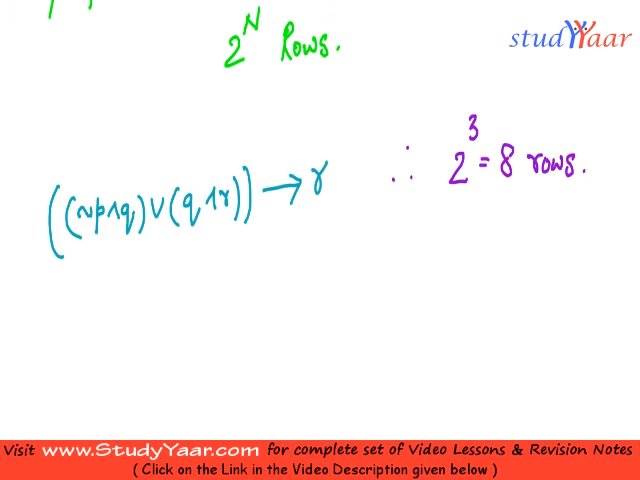 2^N Rows.
studYYaar
((~p∧q)∨(q∧r))→r
∴ 2^3 = 8 rows.
Visit www.StudyYaar.com for complete set of Video Lessons & Revision Notes
( Click on the Link in the Video Description given below )